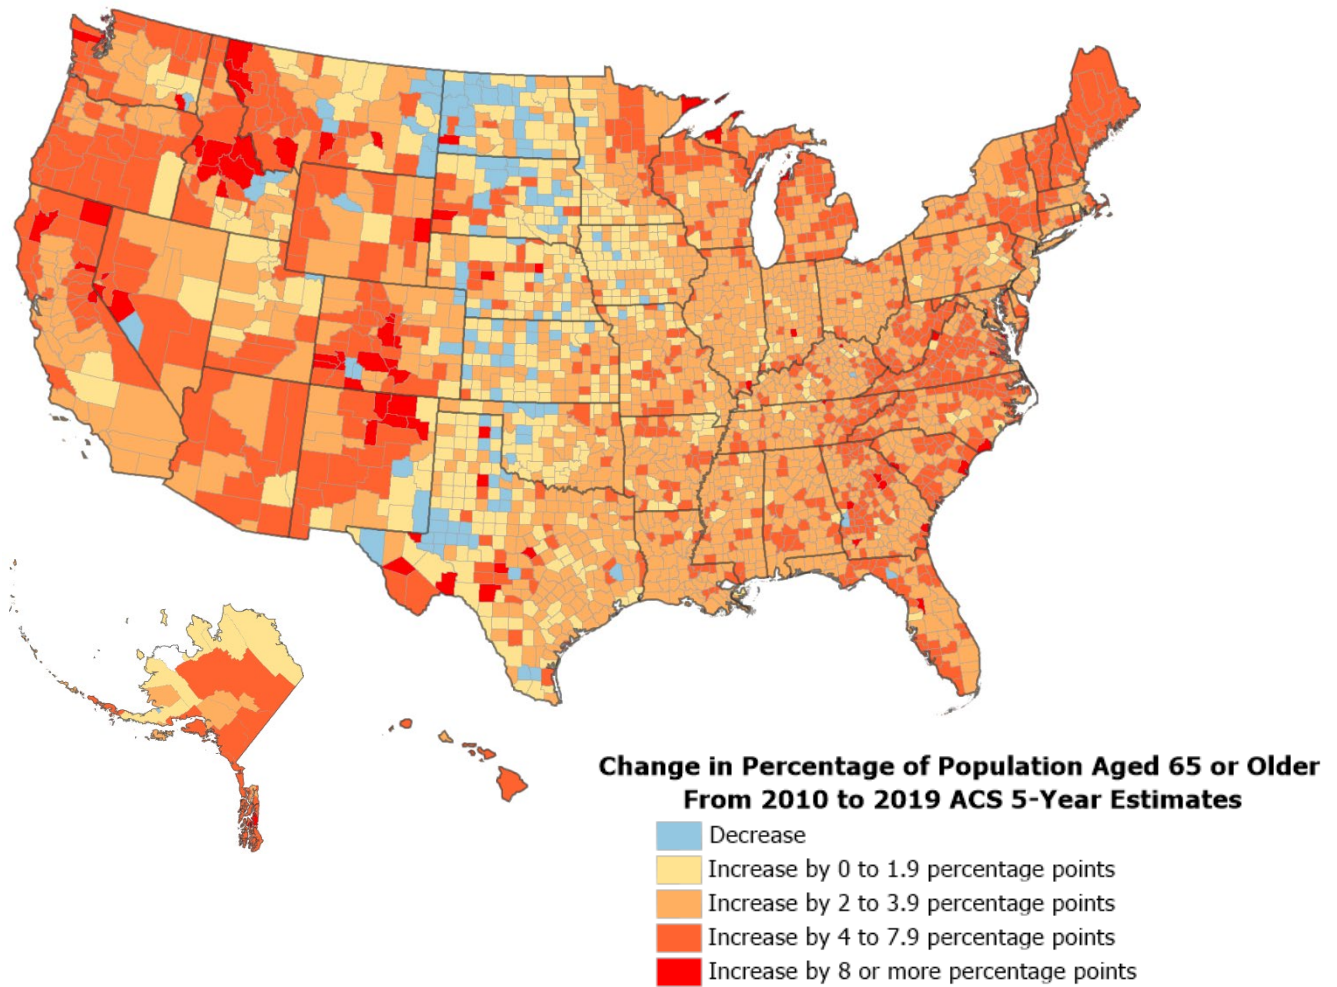 Change in Percentage of Population Aged 65 or Older
From 2010 to 2019 ACS 5-Year Estimates
Decrease
Increase by 0 to 1.9 percentage points
Increase by 2 to 3.9 percentage points
Increase by 4 to 7.9 percentage points
Increase by 8 or more percentage points